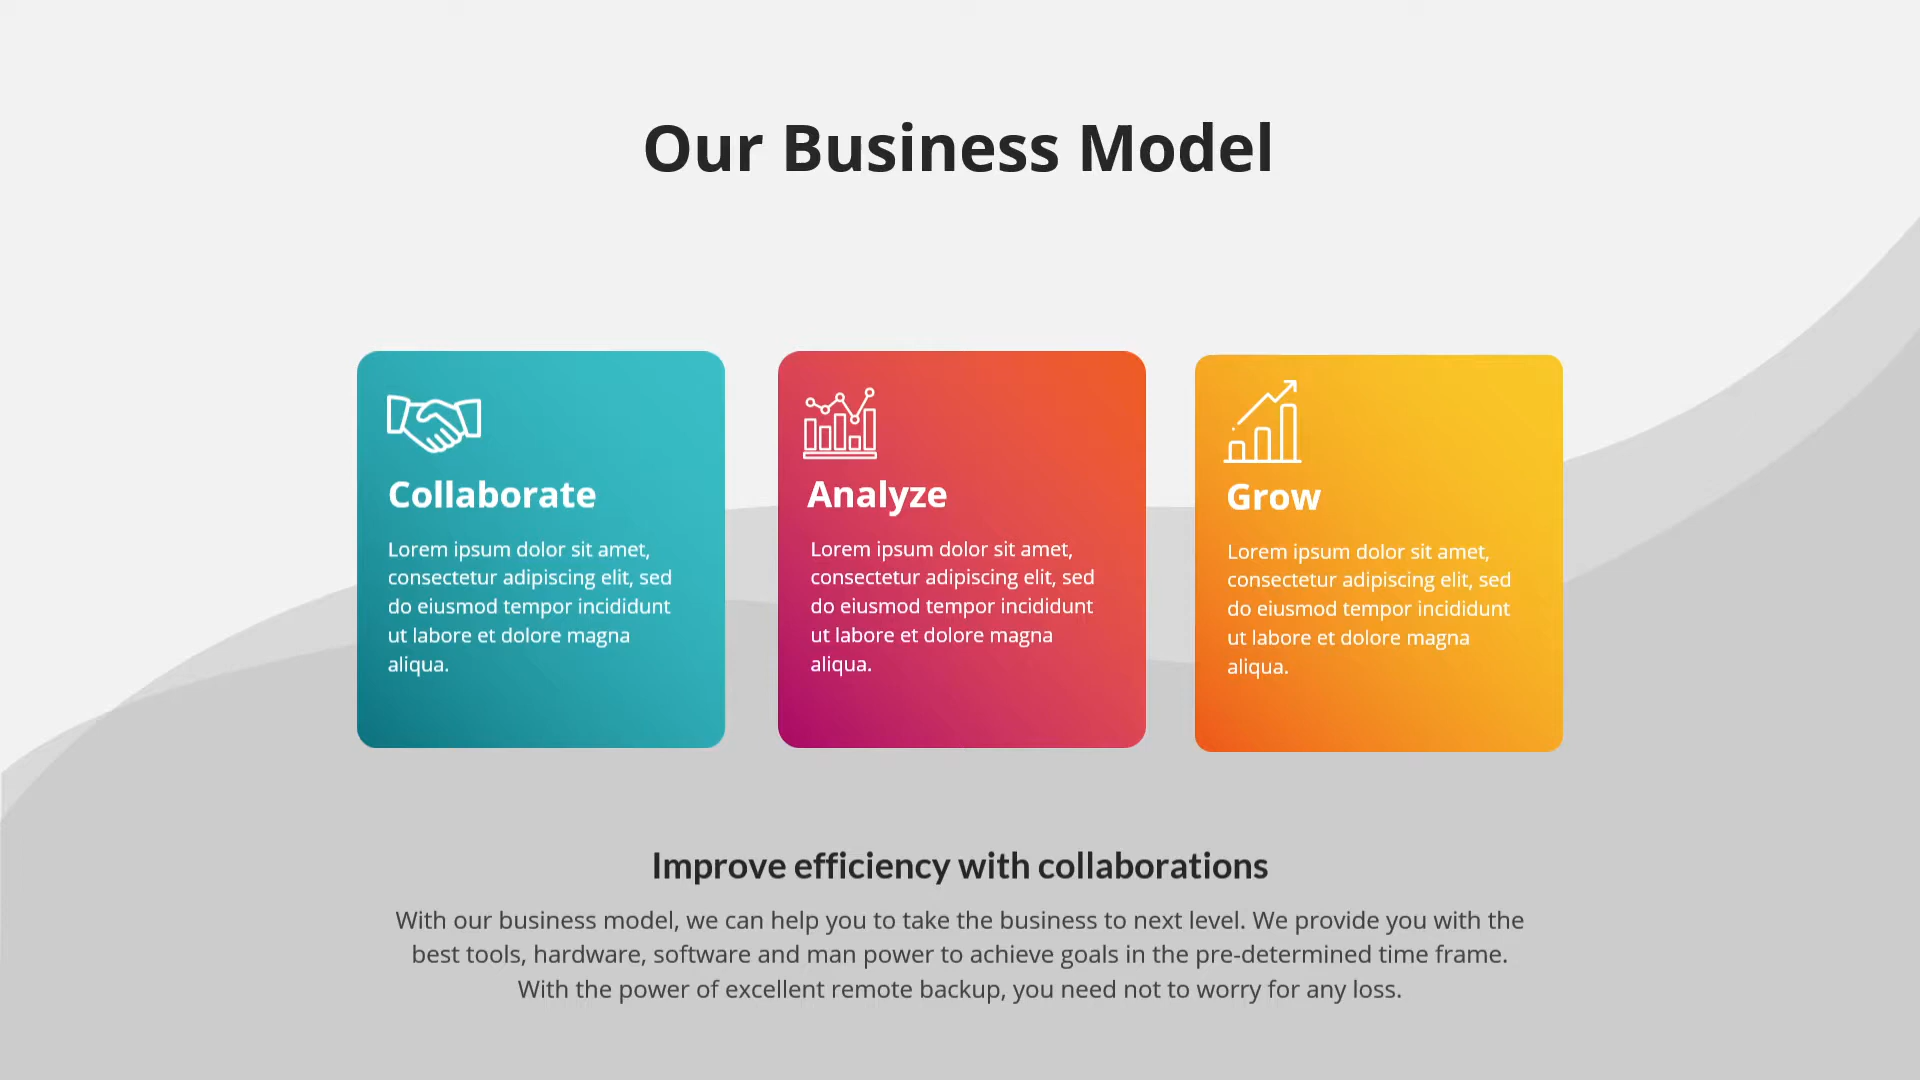 Our Business Model
Collaborate
Lorem ipsum dolor sit amet,
consectetur adipiscing elit, sed
do eiusmod tempor incididunt
ut labore et dolore magna
aliqua.
Analyze
Lorem ipsum dolor sit amet,
consectetur adipiscing elit, sed
do eiusmod tempor incididunt
ut labore et dolore magna
aliqua.
Grow
Lorem ipsum dolor sit amet,
consectetur adipiscing elit, sed
do eiusmod tempor incididunt
ut labore et dolore magna
aliqua.
Improve efficiency with collaborations
With our business model, we can help you to take the business to next level. We provide you with the
best tools, hardware, software and man power to achieve goals in the pre-determined time frame.
With the power of excellent remote backup, you need not to worry for any loss.